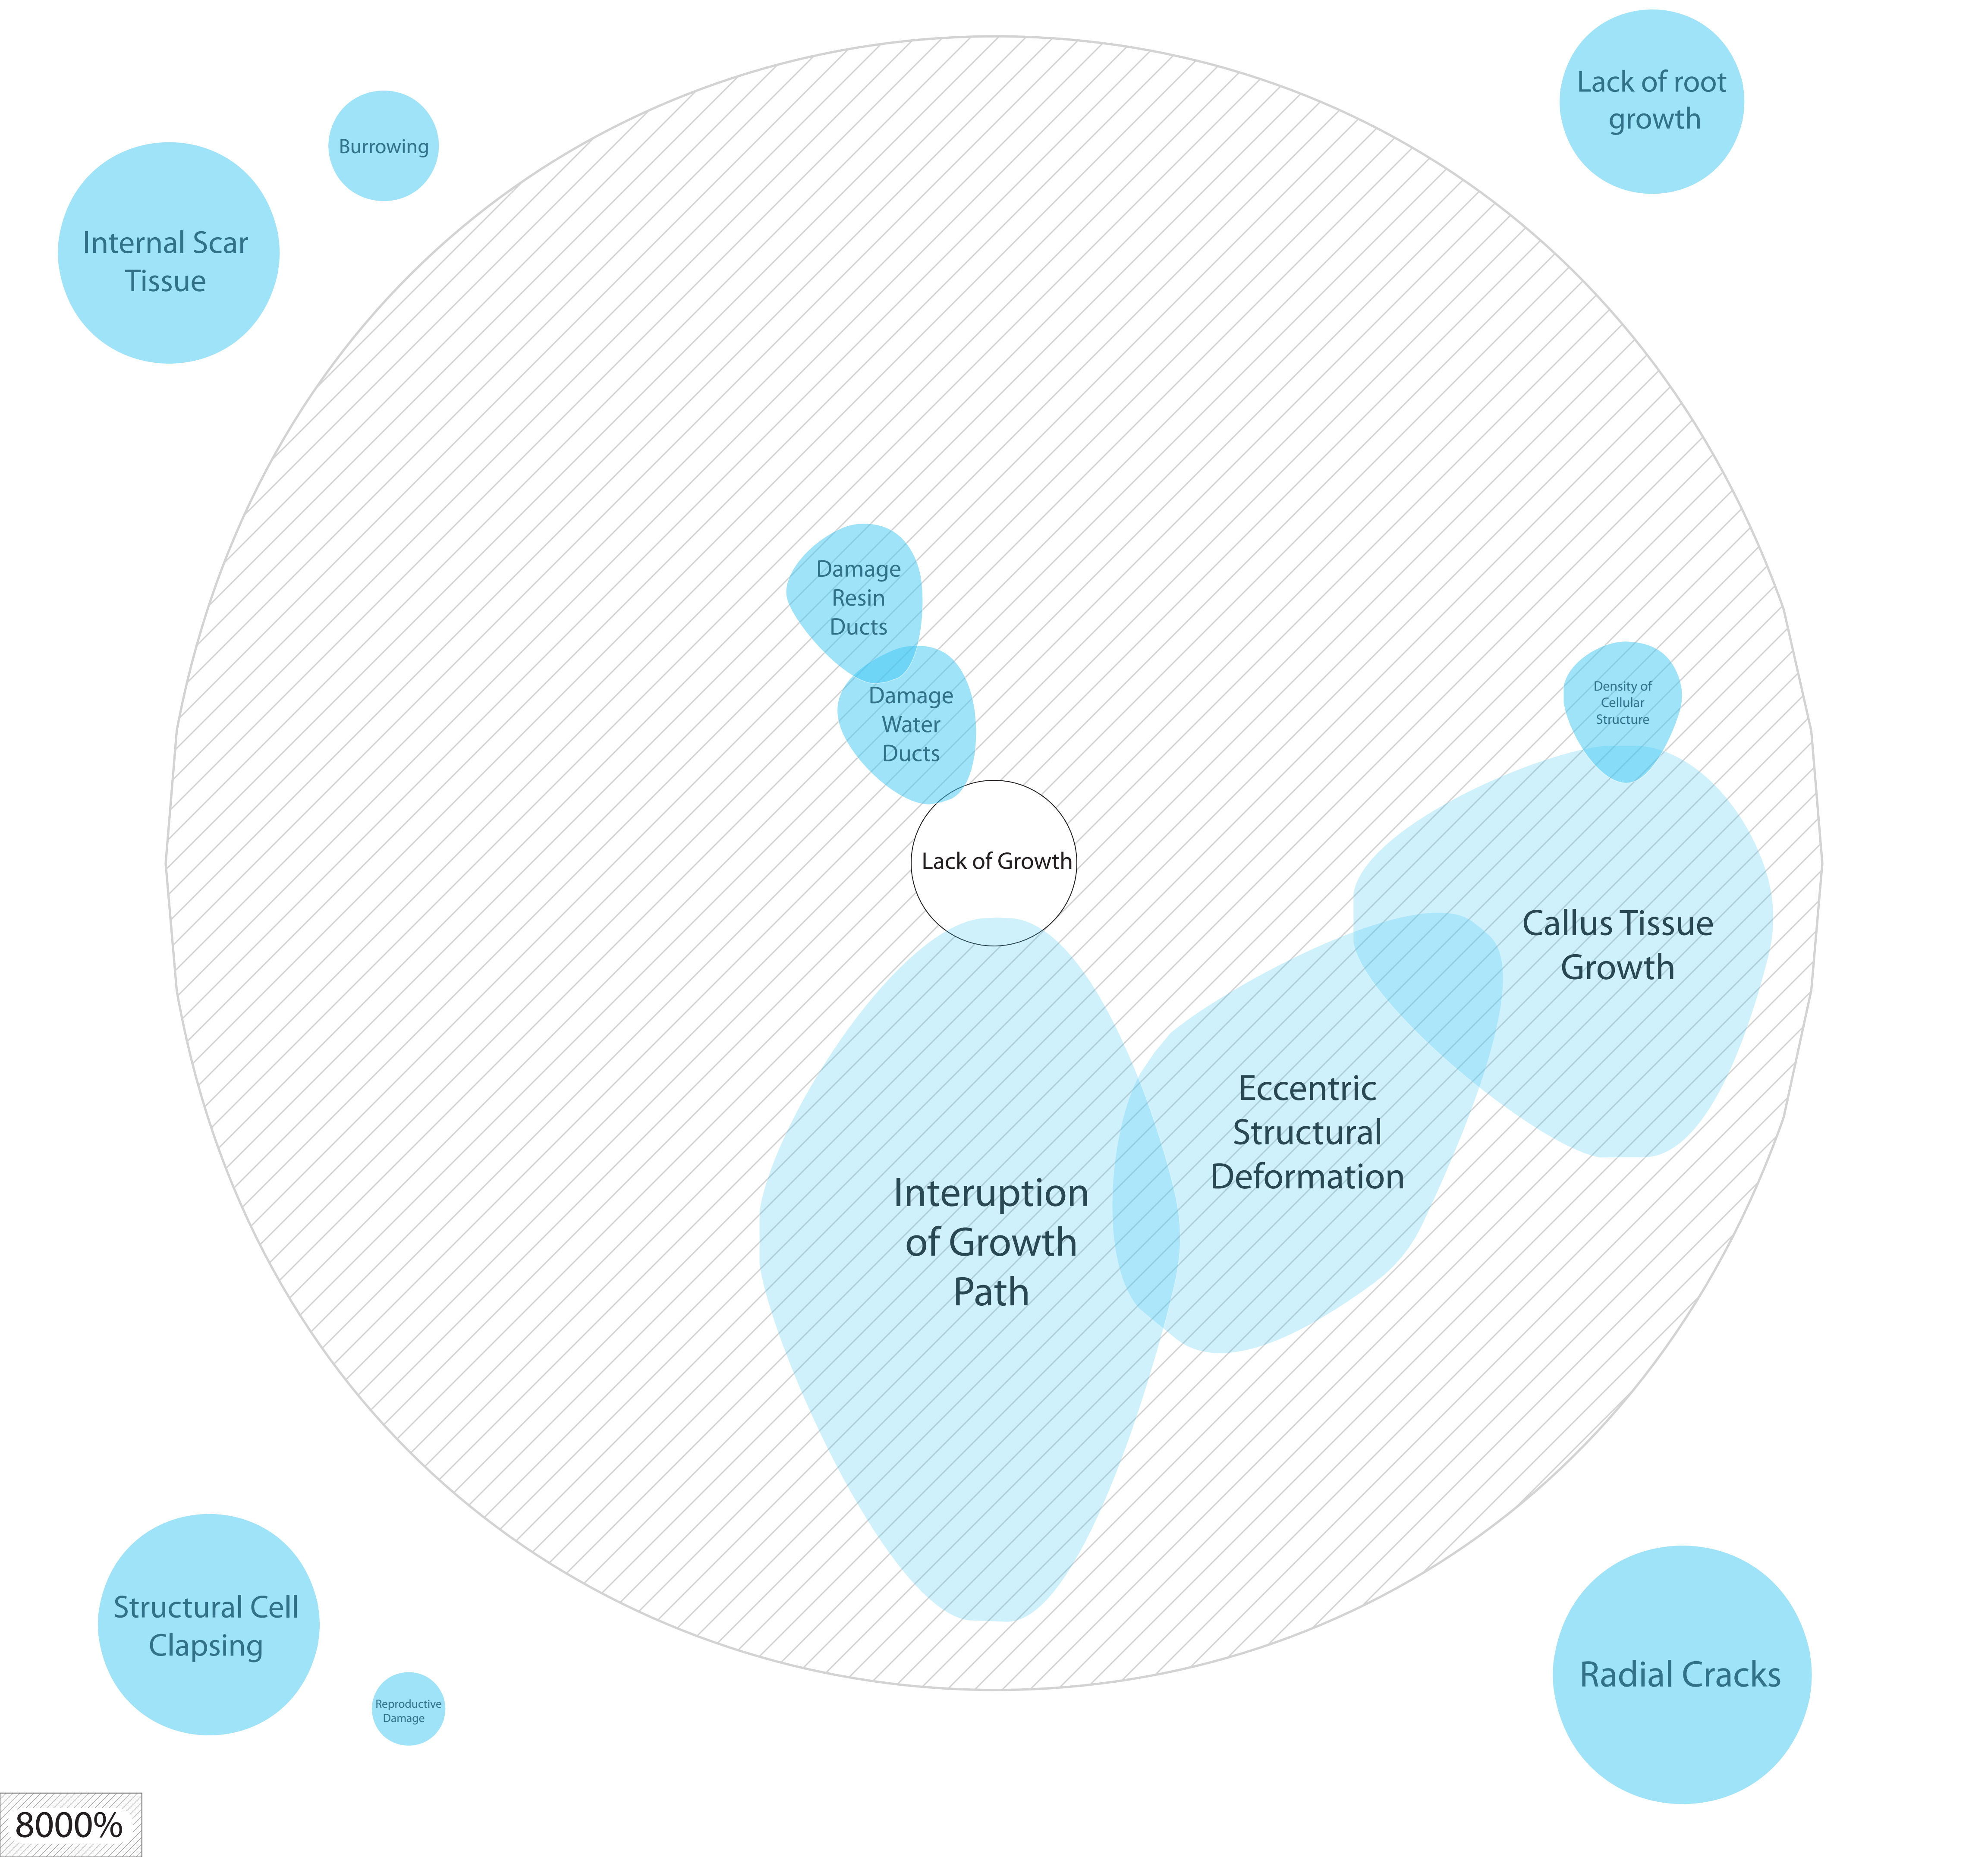 Lack of root
growth
Burrowing
Internal Scar
Tissue
Damage
Resin
Ducts
Damage
Water
Ducts
Density of
Cellular
Structure
Lack of Growth
Callus Tissue
Growth
Eccentric
Structural
Deformation
Interuption
of Growth
Path
Structural Cell
Clapsing
Reproductive
Damage
Radial Cracks
8000%